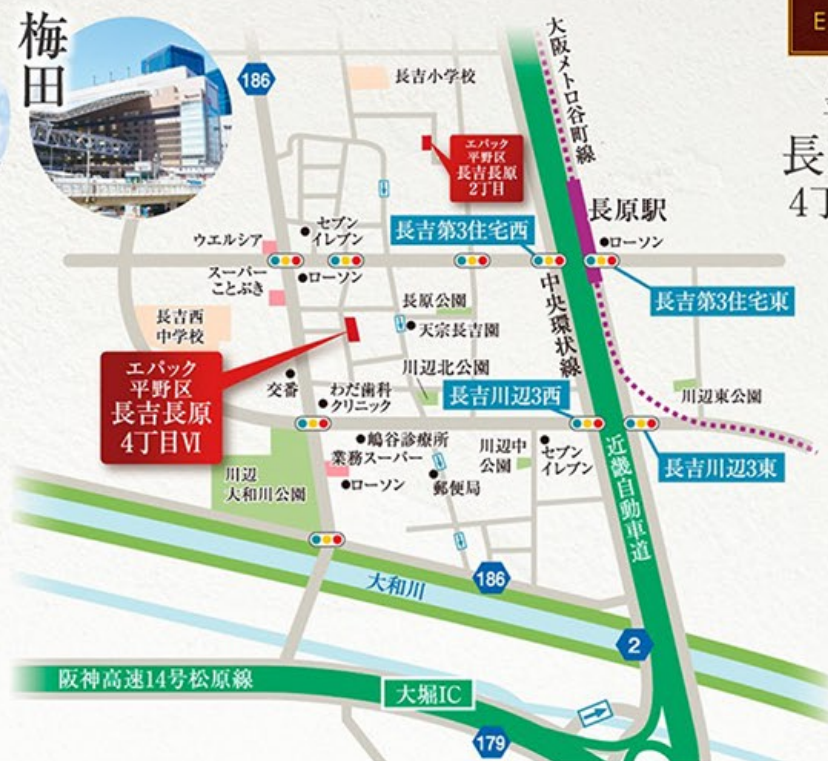 梅田
186
長吉小学校
大阪メトロ谷町線
エパック
平野区
長吉長原
2丁目
長原駅
ローソン
セブン
イレブン
ウエルシア
長吉第3住宅西
スーパー
ことぶき
ローソン
長吉第3住宅東
中央環状線
長原公園
天宗長吉園
長吉西
中学校
エパック
平野区
長吉長原
4丁目Ⅵ
交番
川辺北公園
わだ歯科
クリニック
長吉川辺3西
川辺東公園
嶋谷診療所
業務スーパー
ローソン
郵便局
川辺中
公園
セブン
イレブン
長吉川辺3東
近畿自動車道
川辺
大和川公園
大和川
186
2
阪神高速14号松原線
大堀IC
179
E
長
4丁